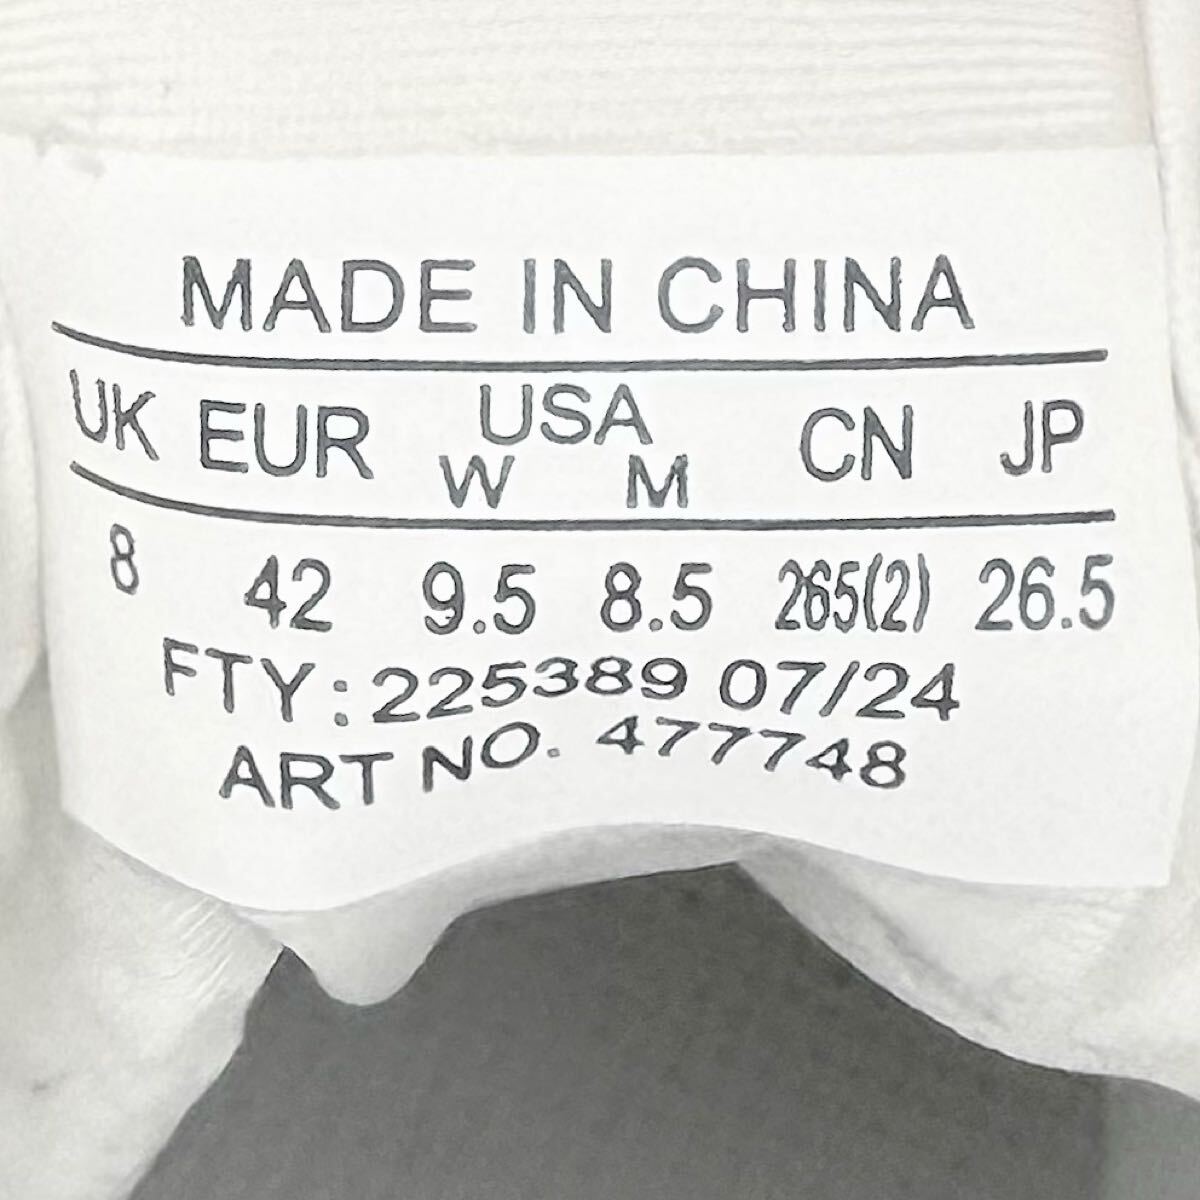 MADE IN CHINA
UK EUR USA CN JP
W M
8 42 9.5 8.5 265(2) 26.5
FTY: 225389 07/24
ART NO. 477748